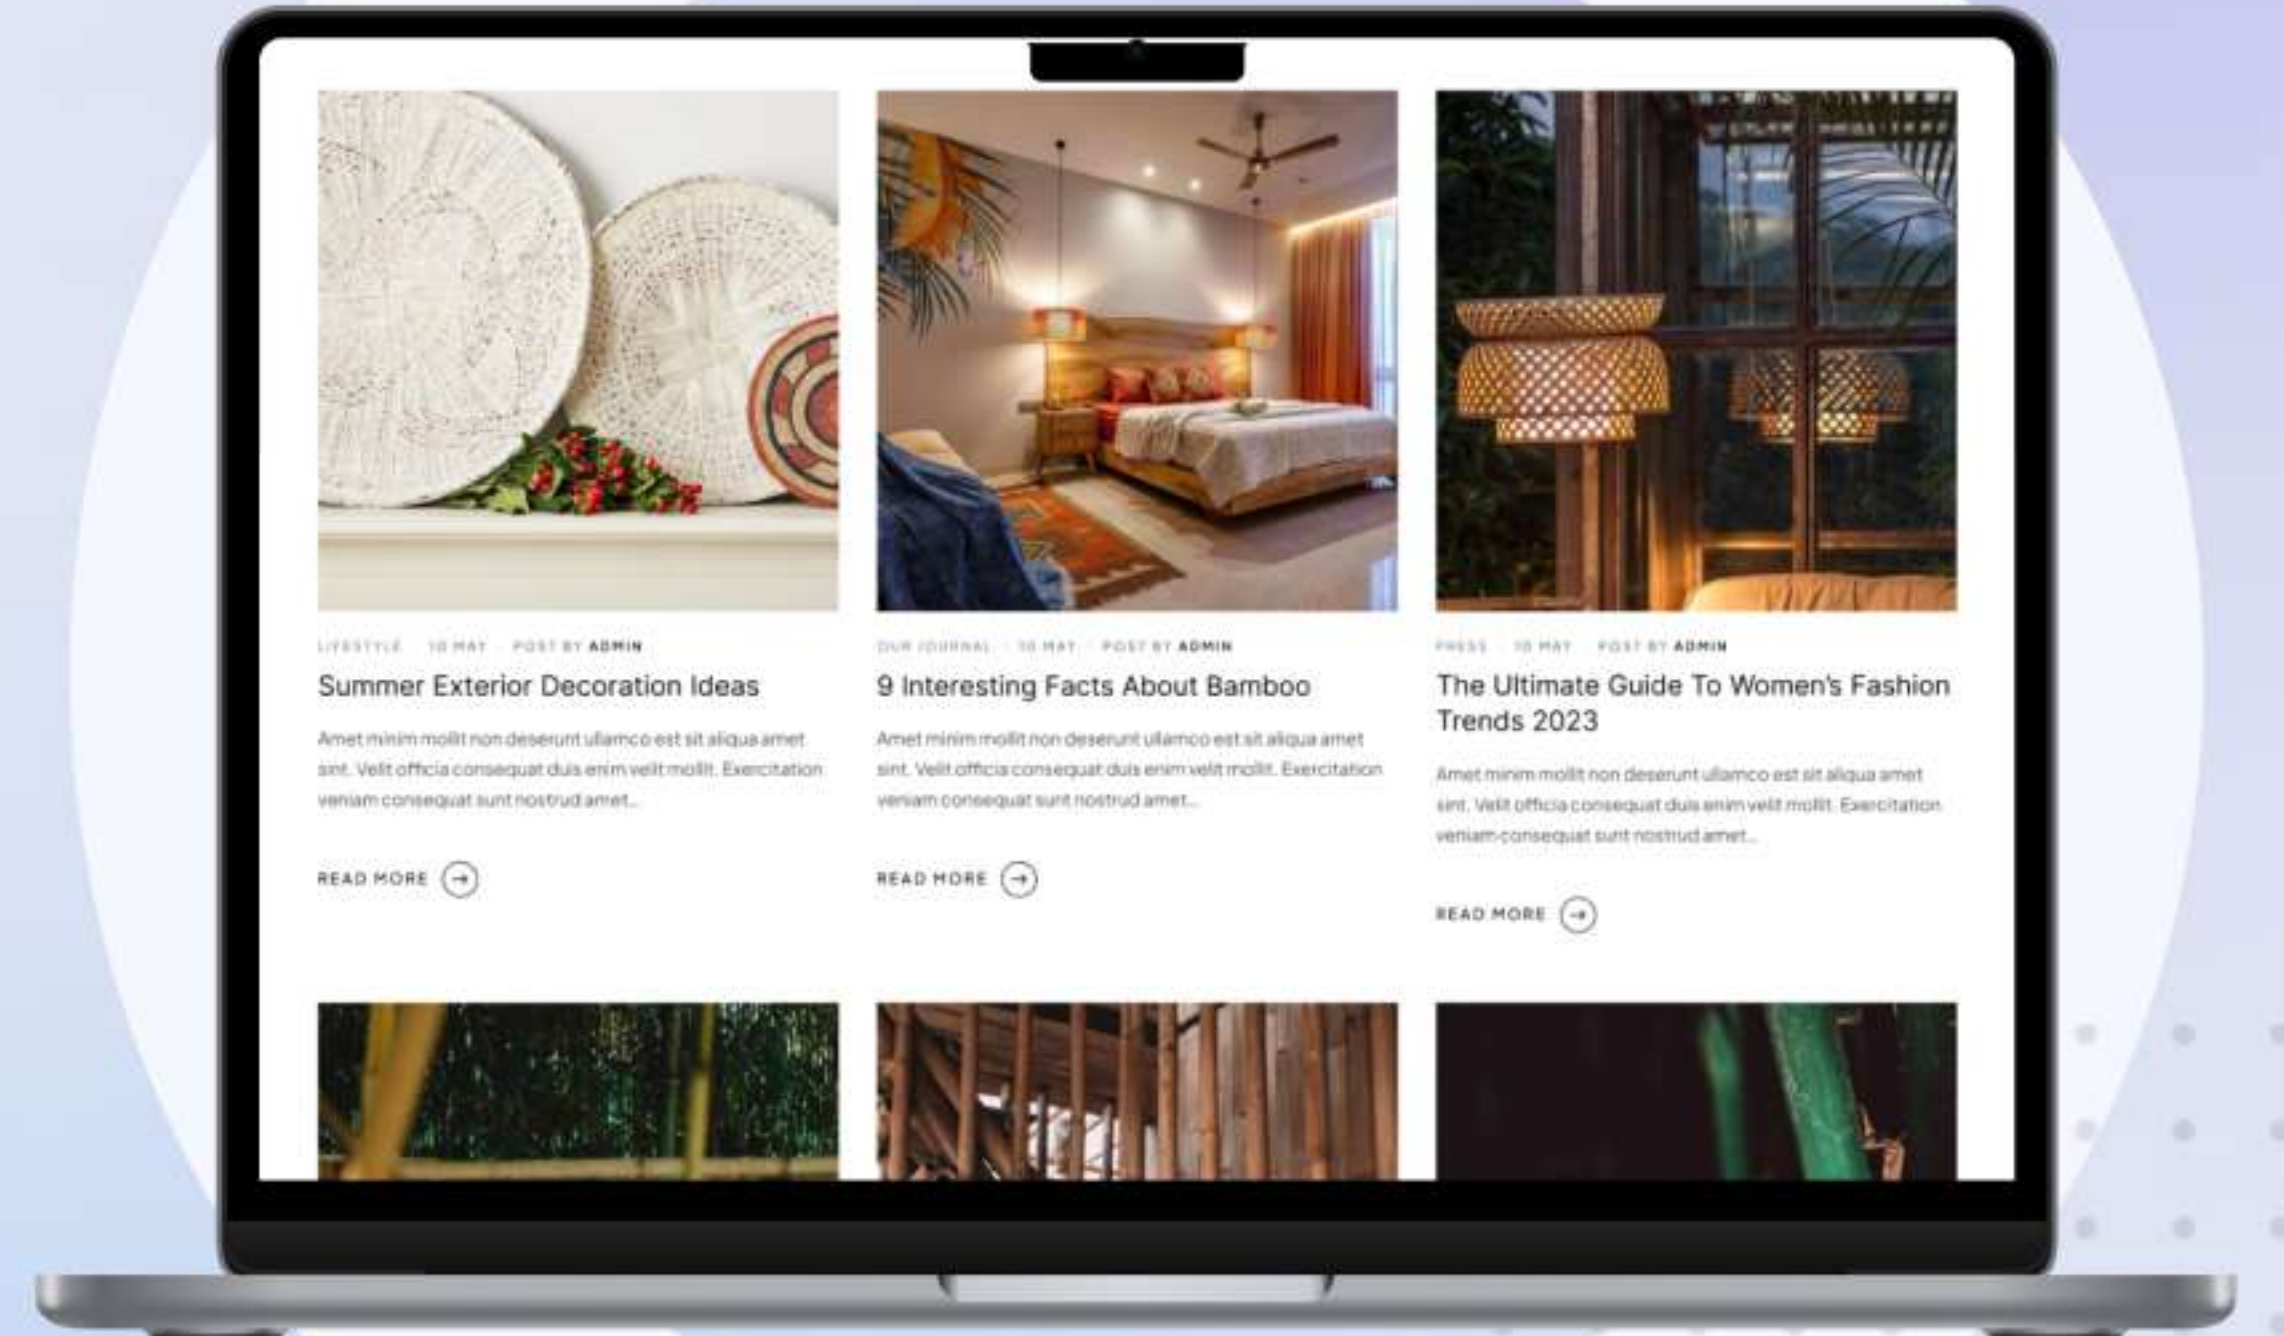 LIFESTYLE 10 MAY POST BY ADMIN
Summer Exterior Decoration Ideas
Amet minim mollit non deserunt ullamco est sit aliqua amet
sint. Velit officia consequat duis enim velit mollit. Exercitation
veniam consequat sunt nostrud amet...
READ MORE
OUR JOURNAL 10 MAY POST BY ADMIN
9 Interesting Facts About Bamboo
Amet minim mollit non deserunt ullamco est sit aliqua amet
sint. Velit officia consequat duis enim velit mollit. Exercitation
veniam consequat sunt nostrud amet...
READ MORE
PRESS 10 MAY POST BY ADMIN
The Ultimate Guide To Women's Fashion
Trends 2023
Amet minim mollit non deserunt ullamco est sit aliqua amet
sint. Velit officia consequat duis enim velit mollit. Exercitation
veniam consequat sunt nostrud amet...
READ MORE